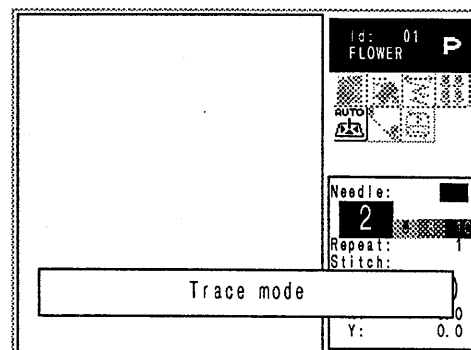 Id: 01
FLOWER P
AUTO
Needle:
2
Repeat: 1
Stitch:
Trace mode
Y: 0.0